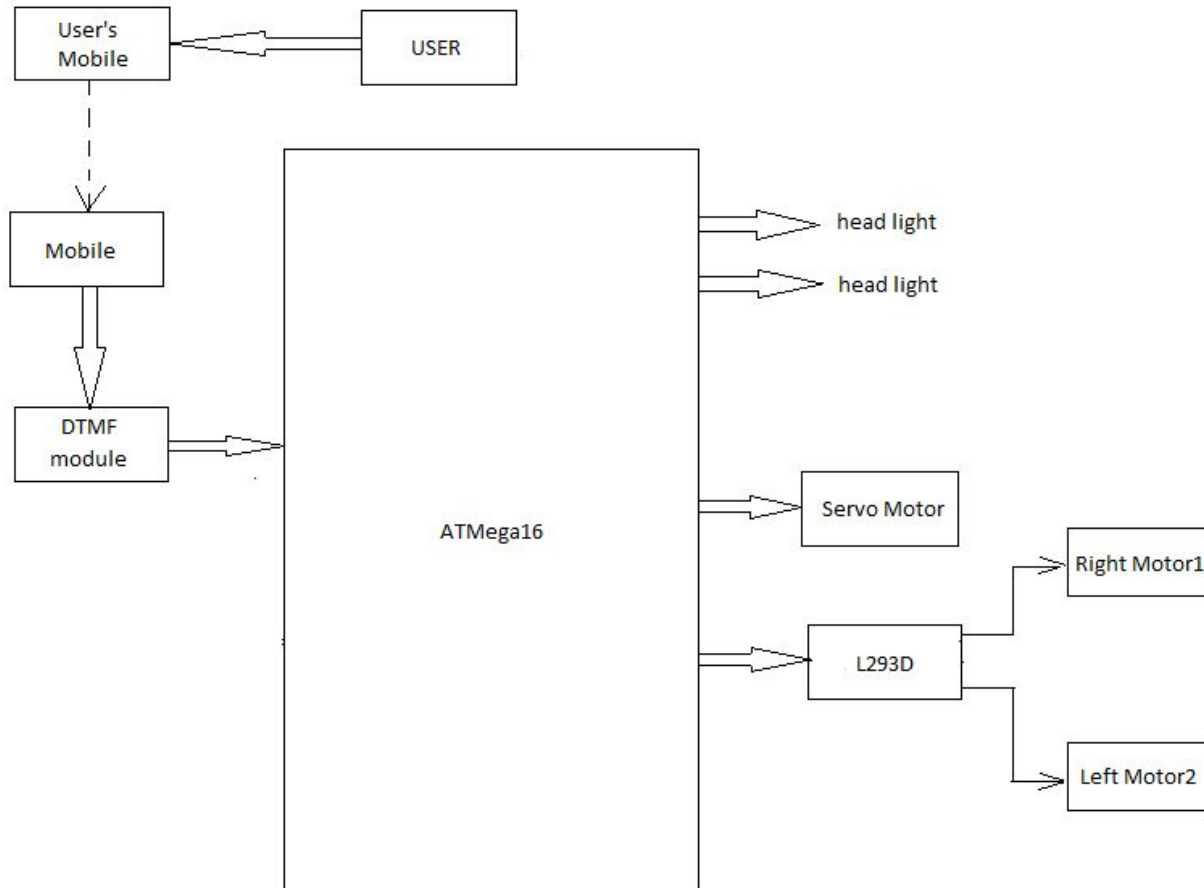 User's
Mobile
USER
Mobile
DTMF
module
ATMega16
head light
head light
Servo Motor
L293D
Right Motor1
Left Motor2